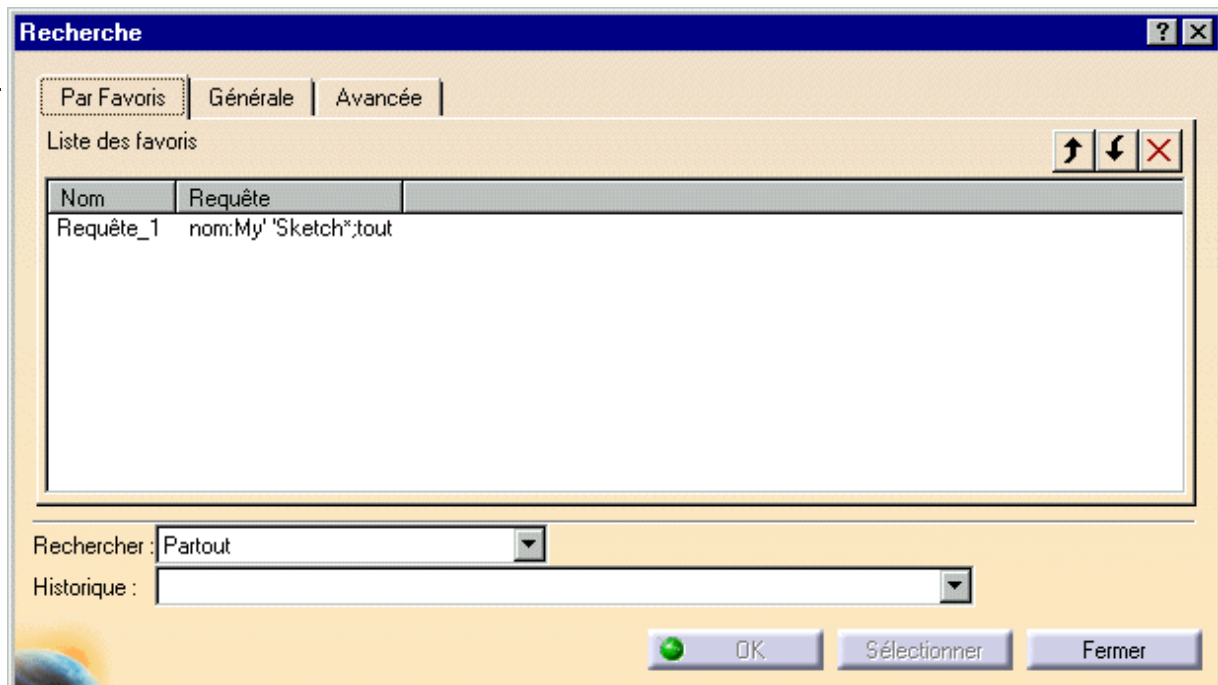 Recherche
Par Favoris Générale Avancée
Liste des favoris
Nom Requête
Requête_1 nom:My' 'Sketch*;tout
Rechercher : Partout
Historique :
OK Sélectionner Fermer